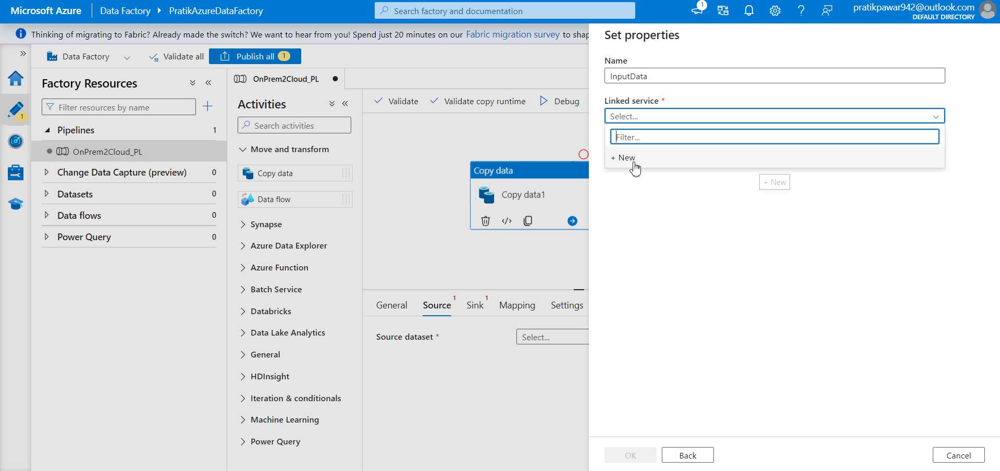 Microsoft Azure
Data Factory
PratikAzureDataFactory
Search factory and documentation
1
pratikpawar942@outlook.com
DEFAULT DIRECTORY
Thinking of migrating to Fabric? Already made the switch? We want to hear from you! Spend just 20 minutes on our Fabric migration survey to shap
Data Factory
Validate all
Publish all 1
1
Factory Resources
Filter resources by name
Pipelines 1
OnPrem2Cloud_PL
Change Data Capture (preview) 0
Datasets 0
Data flows 0
Power Query 0
OnPrem2Cloud_PL
Activities
Search activities
Move and transform
Copy data
Data flow
Synapse
Azure Data Explorer
Azure Function
Batch Service
Databricks
Data Lake Analytics
General
HDInsight
Iteration & conditionals
Machine Learning
Power Query
Validate
Validate copy runtime
Debug
Copy data
Copy data1
General
Source 1
Sink 1
Mapping
Settings
Source dataset *
Select...
Set properties
Name
InputData
Linked service *
Select...
Filter...
+ New
+ New
OK
Back
Cancel